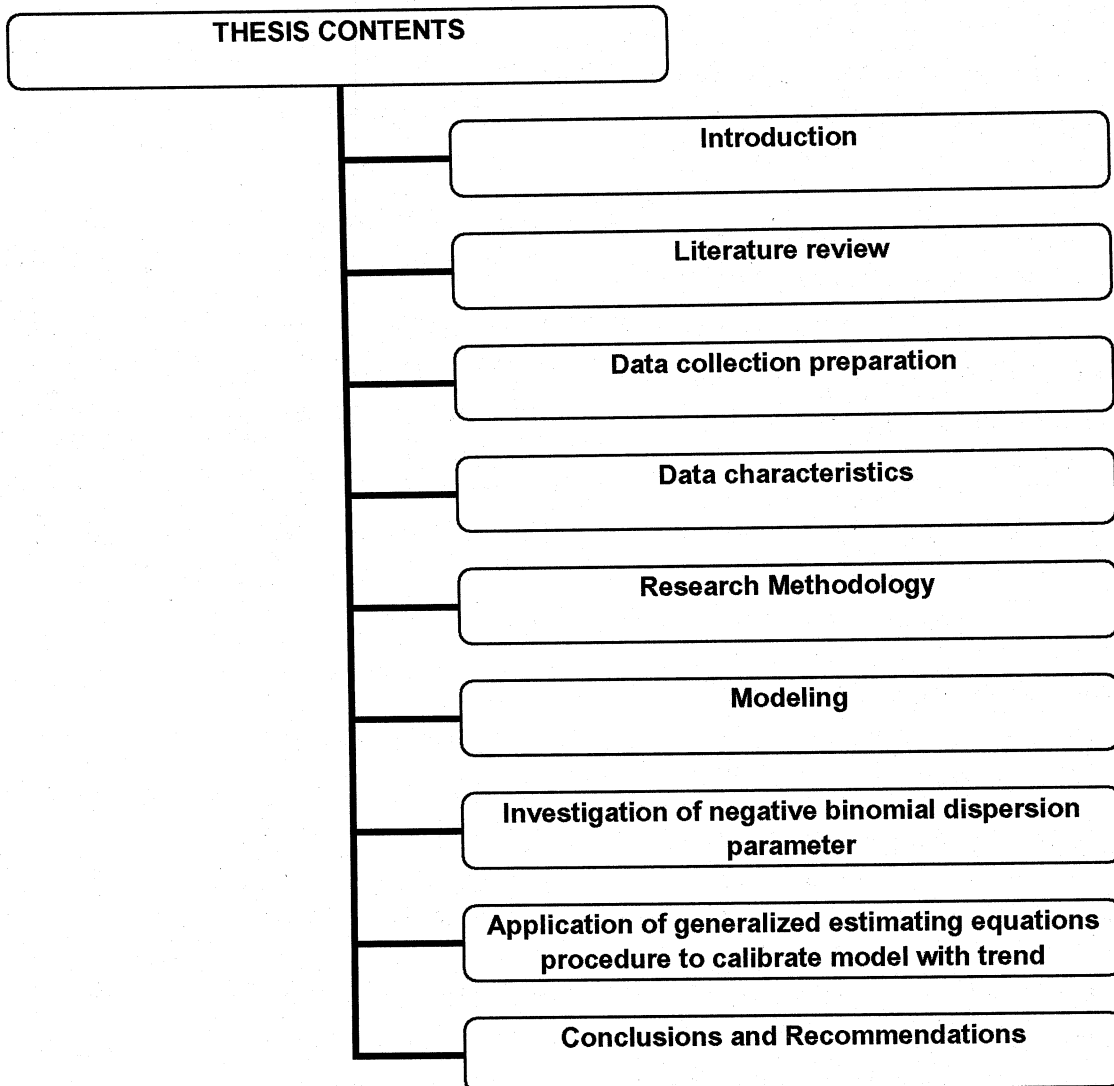 THESIS CONTENTS
Introduction
Literature review
Data collection preparation
Data characteristics
Research Methodology
Modeling
Investigation of negative binomial dispersion
parameter
Application of generalized estimating equations
procedure to calibrate model with trend
Conclusions and Recommendations